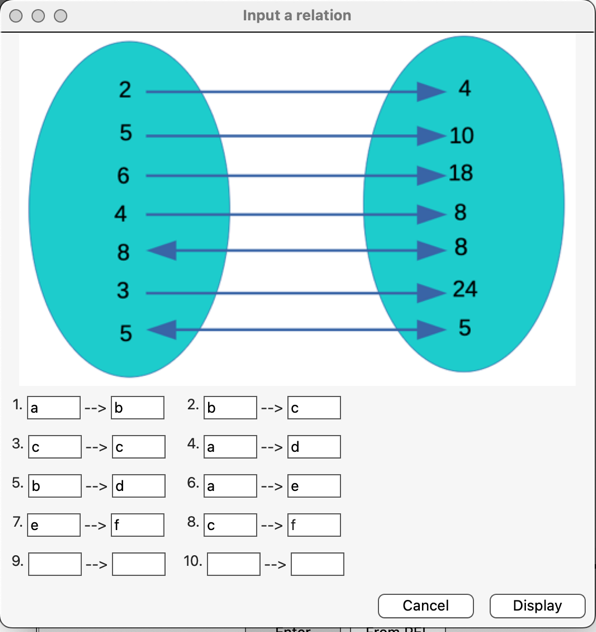 Input a relation
2 4
5 10
6 18
4 8
8 8
3 24
5 5
1. a --> b 2. b --> c
3. c --> c 4. a --> d
5. b --> d 6. a --> e
7. e --> f 8. c --> f
9. --> 10. -->
Cancel Display